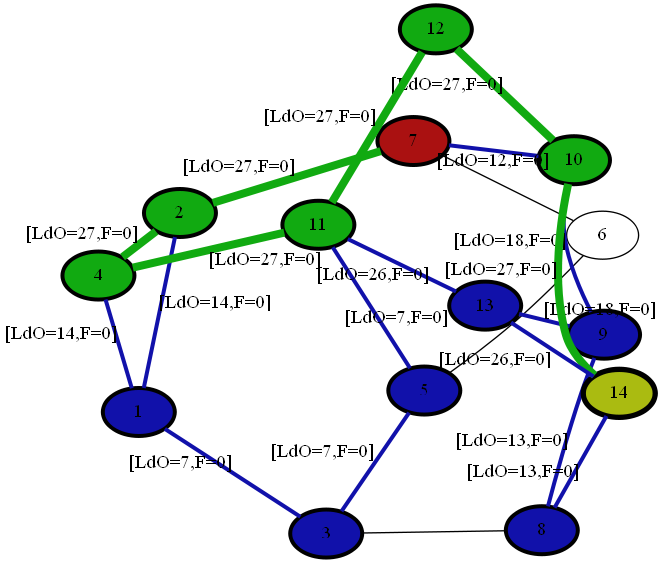 12
[LdO=27,F=0]
[LdO=27,F=0]
7
[LdO=12,F=0]
10
[LdO=27,F=0]
2
11
[LdO=27,F=0]
6
[LdO=18,F=0]
[LdO=27,F=0]
4
[LdO=26,F=0]
[LdO=27,F=0]
[LdO=14,F=0]
13
[LdO=18,F=0]
[LdO=7,F=0]
[LdO=14,F=0]
9
[LdO=26,F=0]
5
14
1
[LdO=13,F=0]
[LdO=7,F=0]
[LdO=7,F=0]
[LdO=13,F=0]
3
8